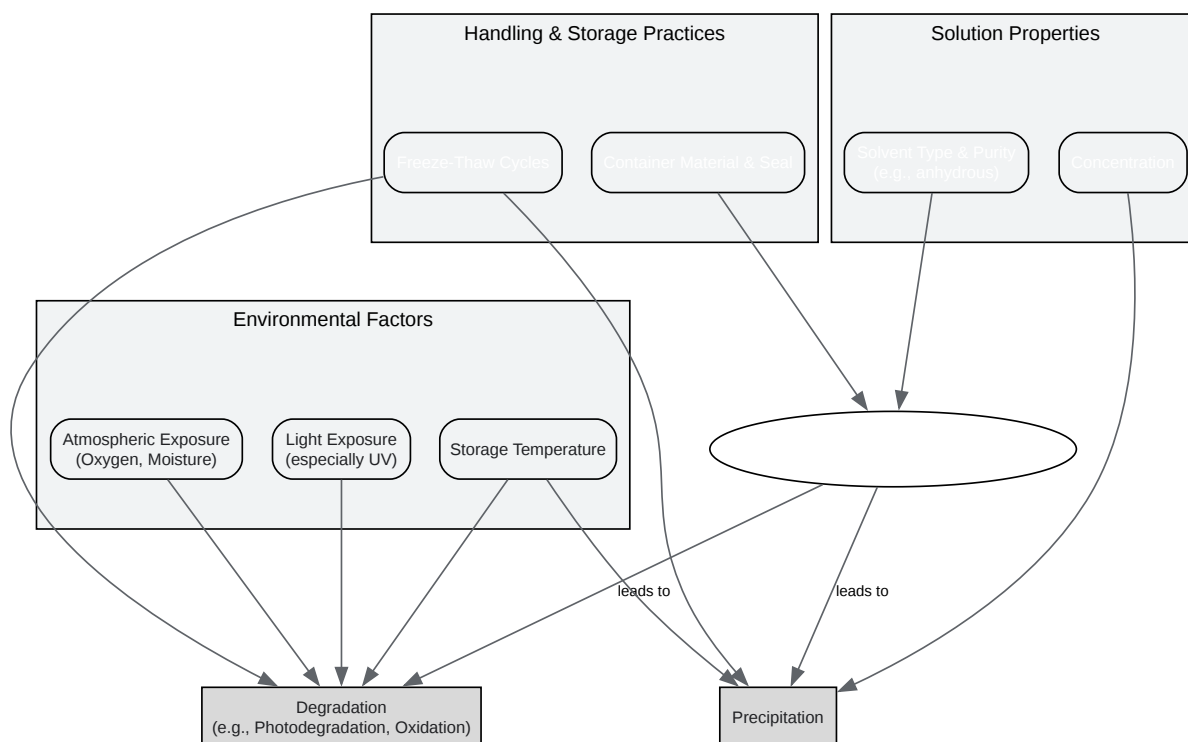 Handling & Storage Practices
Solution Properties
Freeze-Thaw Cycles
Container Material & Seal
Solvent Type & Purity
(e.g., anhydrous)
Concentration
Environmental Factors
Atmospheric Exposure
(Oxygen, Moisture)
Light Exposure
(especially UV)
Storage Temperature
leads to
leads to
Degradation
(e.g., Photodegradation, Oxidation)
Precipitation